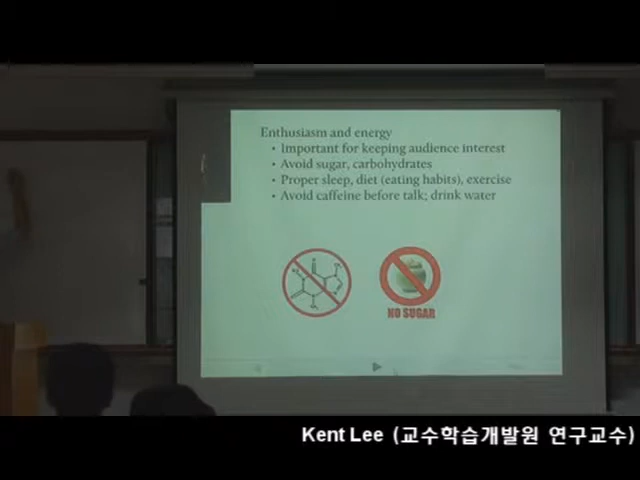 Enthusiasm and energy
• Important for keeping audience interest
• Avoid sugar, carbohydrates
• Proper sleep, diet (eating habits), exercise
• Avoid caffeine before talk; drink water
NO SUGAR
Kent Lee (교수학습개발원 연구교수)